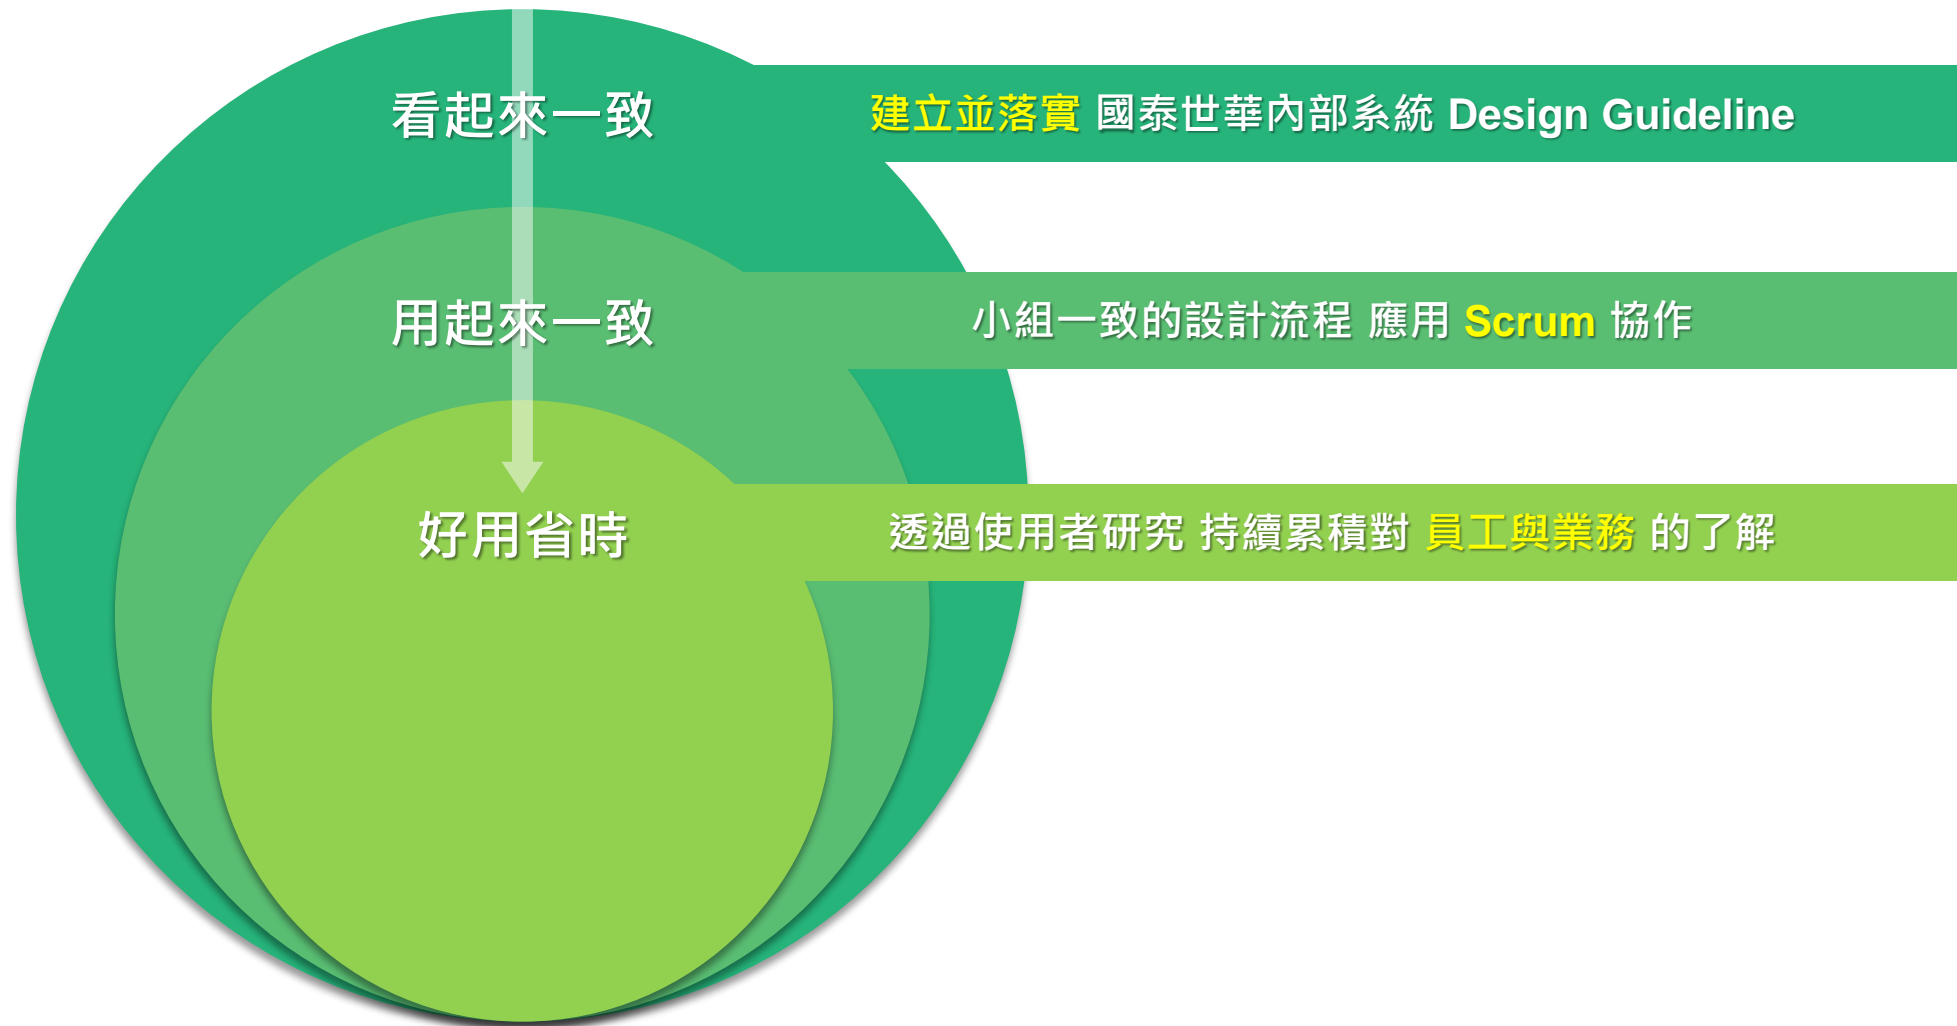 看起來一致
建立並落實 國泰世華內部系統 Design Guideline
用起來一致
小組一致的設計流程 應用 Scrum 協作
好用省時
透過使用者研究 持續累積對 員工與業務 的了解